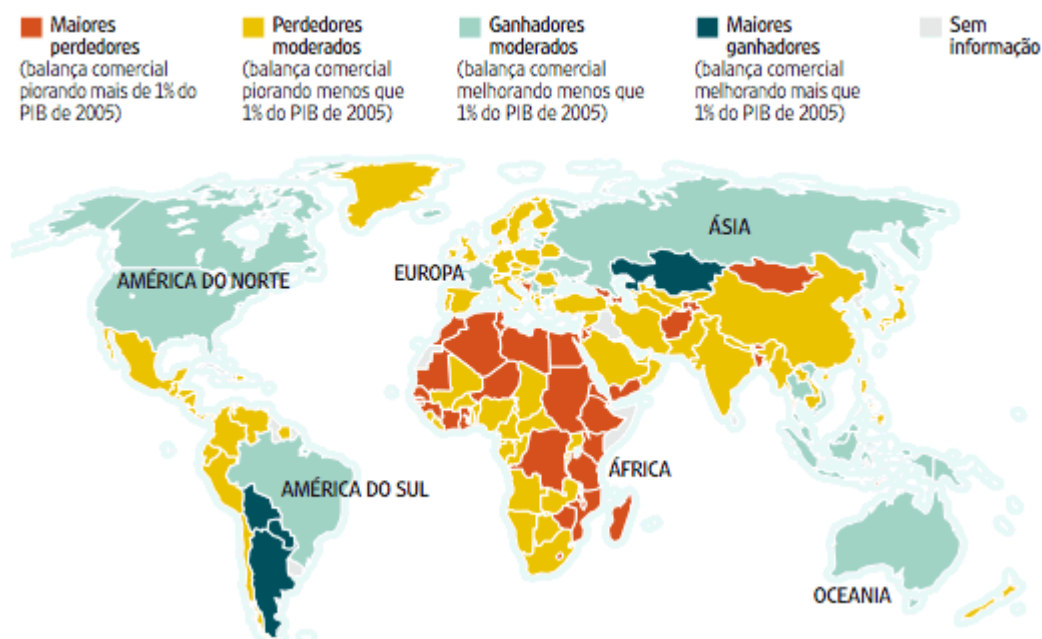 Maiores
perdedores
(balança comercial
piorando mais de 1% do
PIB de 2005)
Perdedores
moderados
(balança comercial
piorando menos que
1% do PIB de 2005)
Ganhadores
moderados
(balança comercial
melhorando menos que
1% do PIB de 2005)
Maiores
ganhadores
(balança comercial
melhorando mais que
1% do PIB de 2005)
Sem
informação
ÁSIA
EUROPA
AMÉRICA DO NORTE
ÁFRICA
AMÉRICA DO SUL
OCEANIA